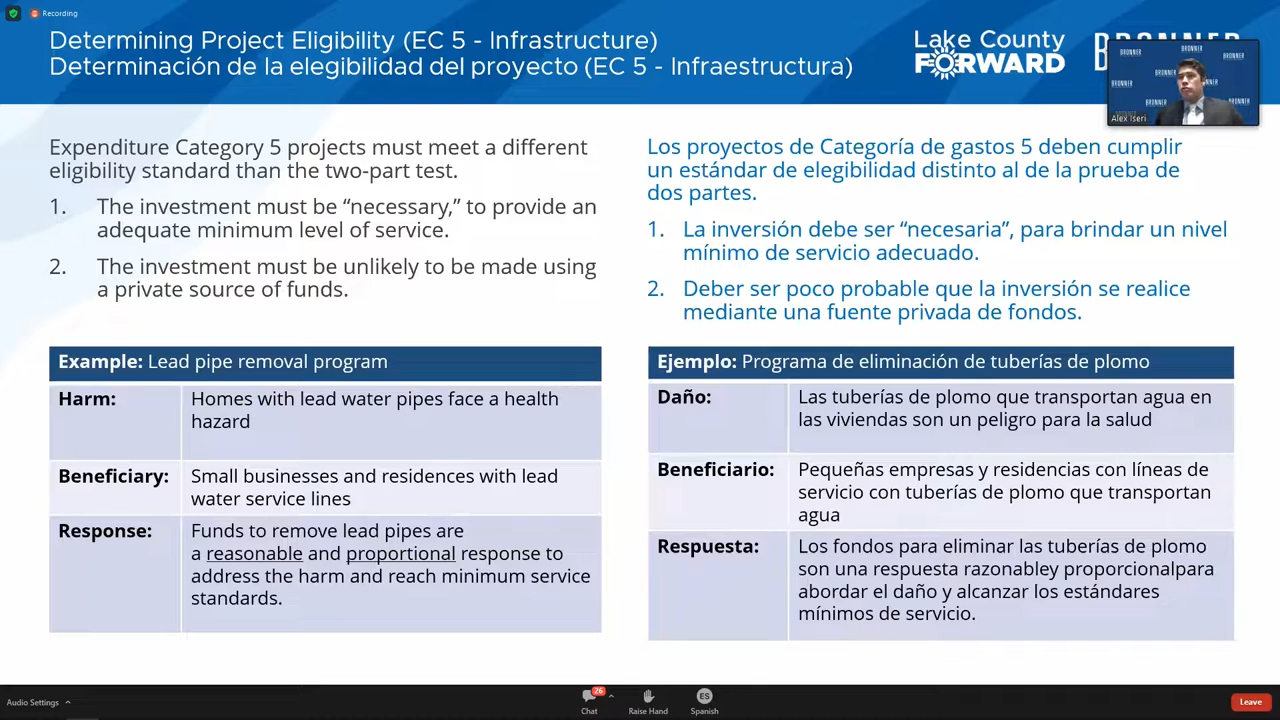 Recording
Determining Project Eligibility (EC 5 - Infrastructure)
Determinación de la elegibilidad del proyecto (EC 5 - Infraestructura)
Lake County
FORWARD
BRONNER
BRONNER
BRONNER
BRONNER
BRONNER
BRONNER
BRONNER
Alex Iseri
Expenditure Category 5 projects must meet a different
eligibility standard than the two-part test.
1. The investment must be “necessary,” to provide an
adequate minimum level of service.
2. The investment must be unlikely to be made using
a private source of funds.
Los proyectos de Categoría de gastos 5 deben cumplir
un estándar de elegibilidad distinto al de la prueba de
dos partes.
1. La inversión debe ser “necesaria”, para brindar un nivel
mínimo de servicio adecuado.
2. Deber ser poco probable que la inversión se realice
mediante una fuente privada de fondos.
Example: Lead pipe removal program
Harm: Homes with lead water pipes face a health
hazard
Beneficiary: Small businesses and residences with lead
water service lines
Response: Funds to remove lead pipes are
a reasonable and proportional response to
address the harm and reach minimum service
standards.
Ejemplo: Programa de eliminación de tuberías de plomo
Daño: Las tuberías de plomo que transportan agua en
las viviendas son un peligro para la salud
Beneficiario: Pequeñas empresas y residencias con líneas de
servicio con tuberías de plomo que transportan
agua
Respuesta: Los fondos para eliminar las tuberías de plomo
son una respuesta razonabley proporcionalpara
abordar el daño y alcanzar los estándares
mínimos de servicio.
Audio Settings
26
Chat
Raise Hand
ES
Spanish
Leave